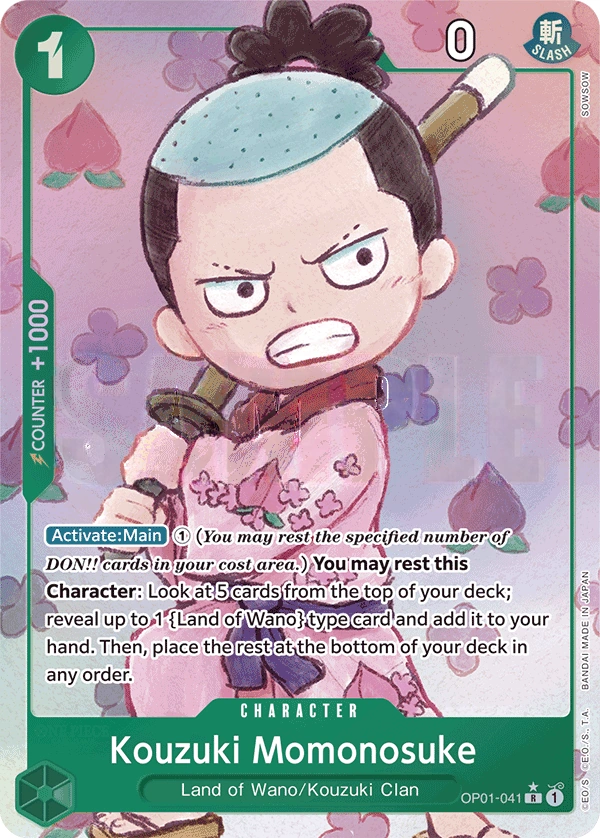 1
0
斬
SLASH
SOWSOW
COUNTER +1000
SAMPLE
Activate:Main ① (You may rest the specified number of
DON!! cards in your cost area.) You may rest this
Character: Look at 5 cards from the top of your deck;
reveal up to 1 {Land of Wano} type card and add it to your
hand. Then, place the rest at the bottom of your deck in
any order.
©E.O/S ©E.O./S.,T.A. BANDAI MADE IN JAPAN
CHARACTER
Kouzuki Momonosuke
Land of Wano/Kouzuki Clan
OP01-041 ★ R 1